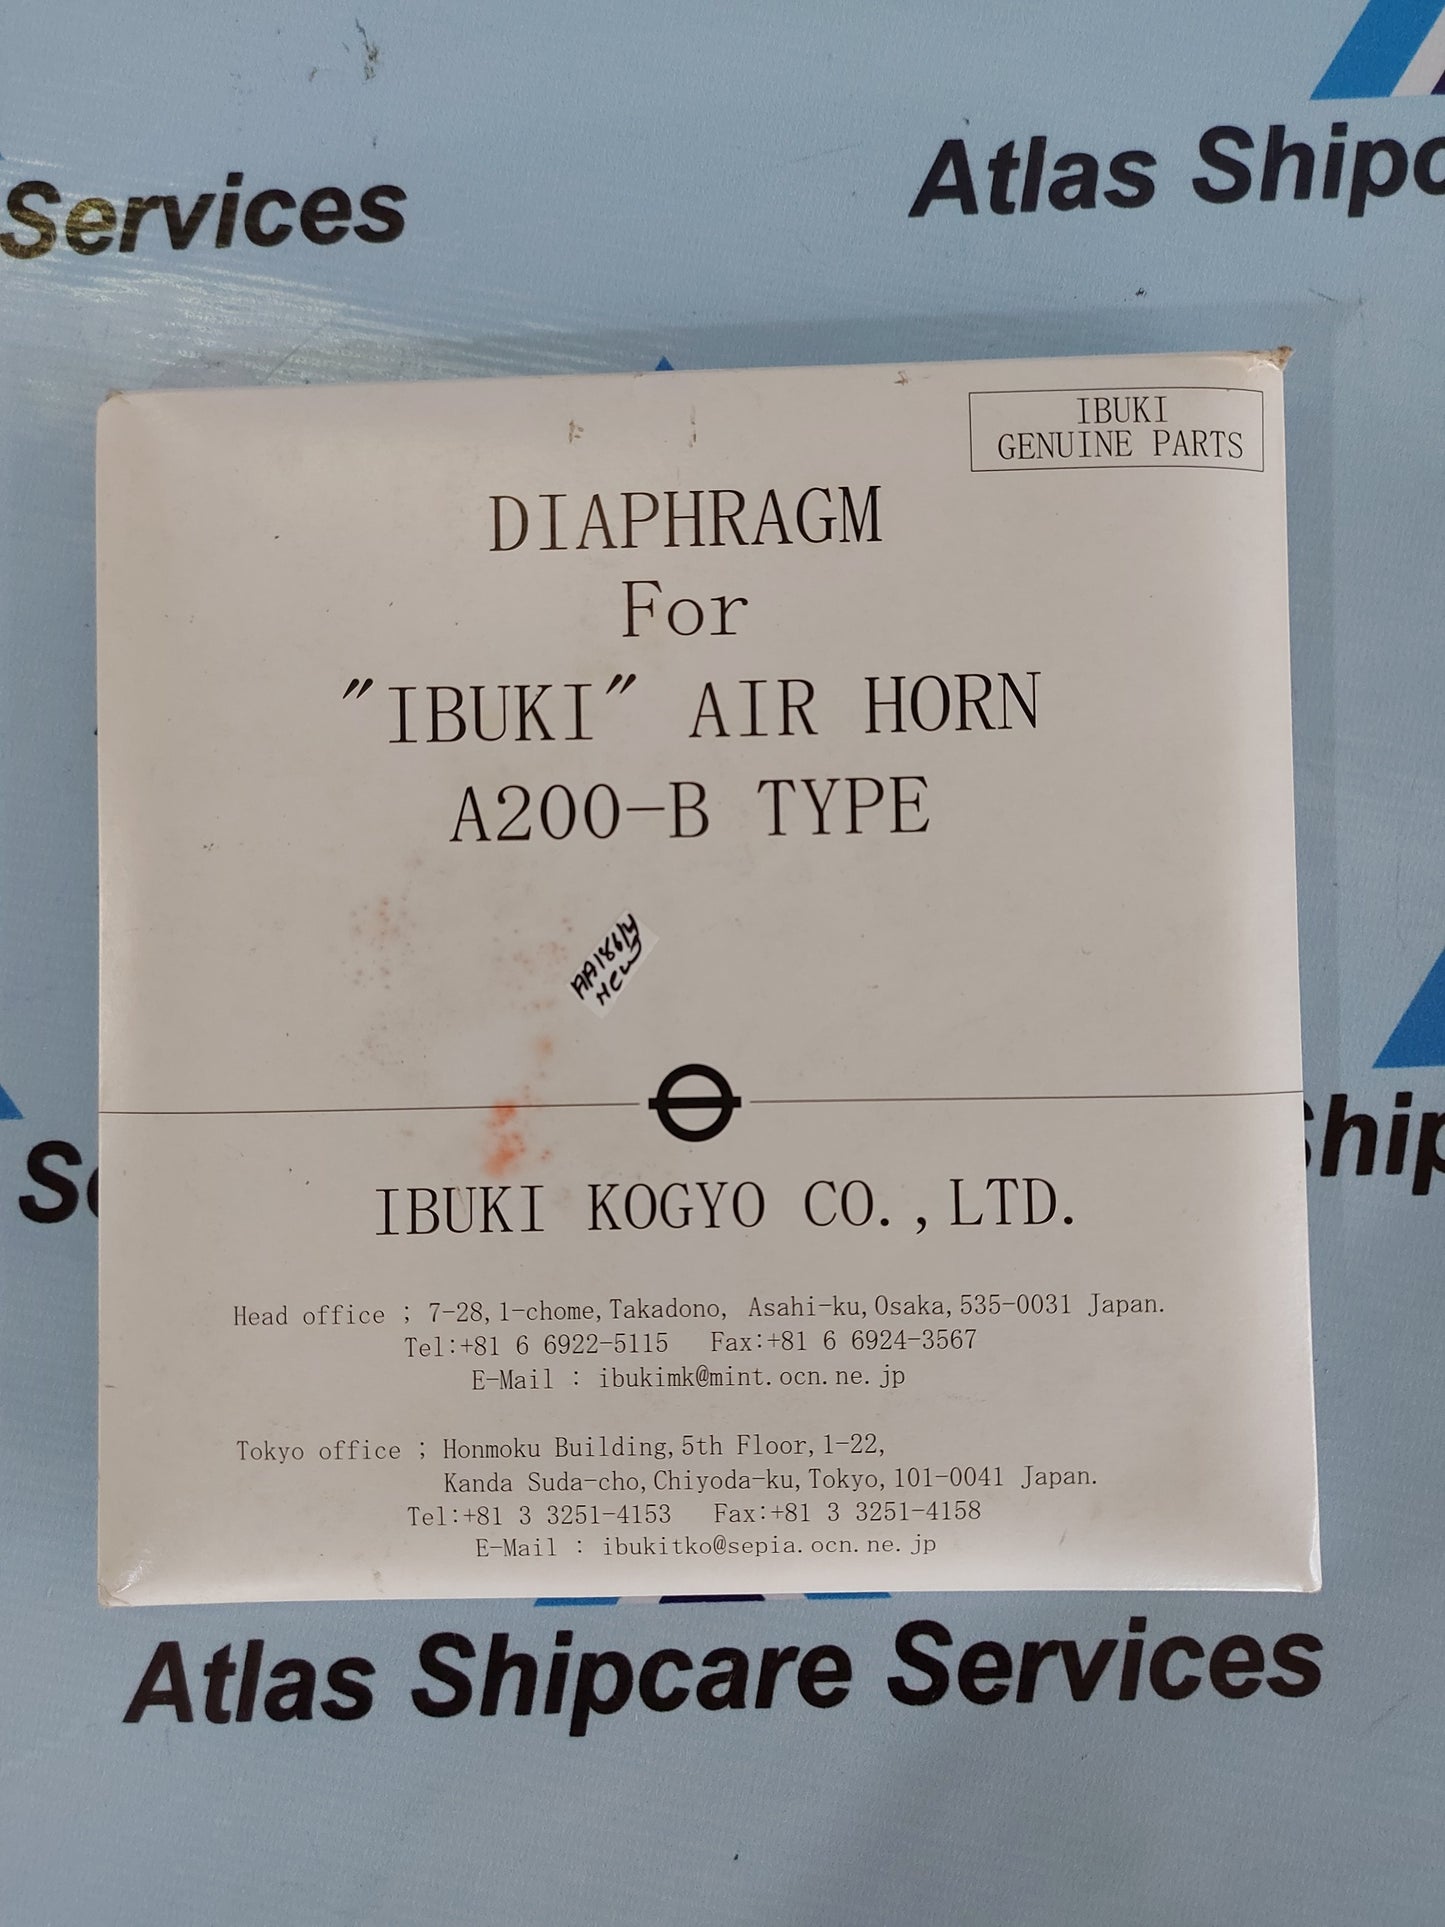 Services
Atlas Shipc
IBUKI
GENUINE PARTS
DIAPHRAGM
For
"IBUKI" AIR HORN
A200-B TYPE
AA18614
New
IBUKI KOGYO CO.,LTD.
Head office ; 7-28,1-chome,Takadono, Asahi-ku,Osaka,535-0031 Japan.
Tel:+81 6 6922-5115 Fax:+81 6 6924-3567
E-Mail : ibukimk@mint.ocn.ne.jp
Tokyo office ; Honmoku Building,5th Floor,1-22,
Kanda Suda-cho,Chiyoda-ku,Tokyo,101-0041 Japan.
Tel:+81 3 3251-4153 Fax:+81 3 3251-4158
E-Mail : ibukitko@sepia.ocn.ne.jp
Se
hip
Atlas Shipcare Services